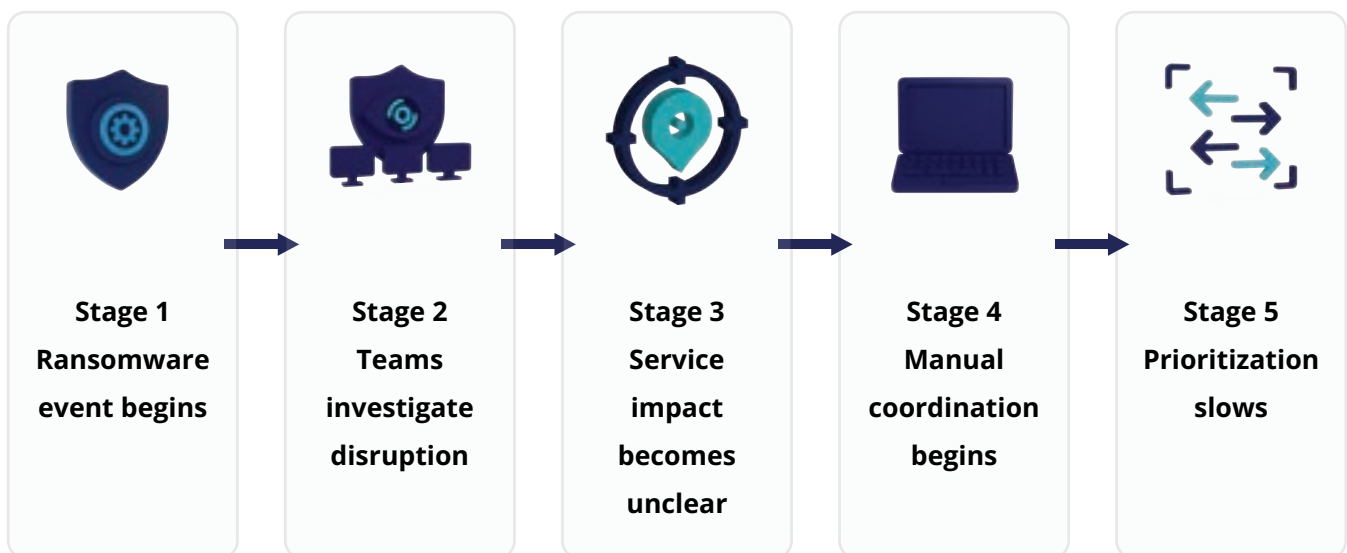 Stage 1
Ransomware
event begins
Stage 2
Teams
investigate
disruption
Stage 3
Service
impact
becomes
unclear
Stage 4
Manual
coordination
begins
Stage 5
Prioritization
slows